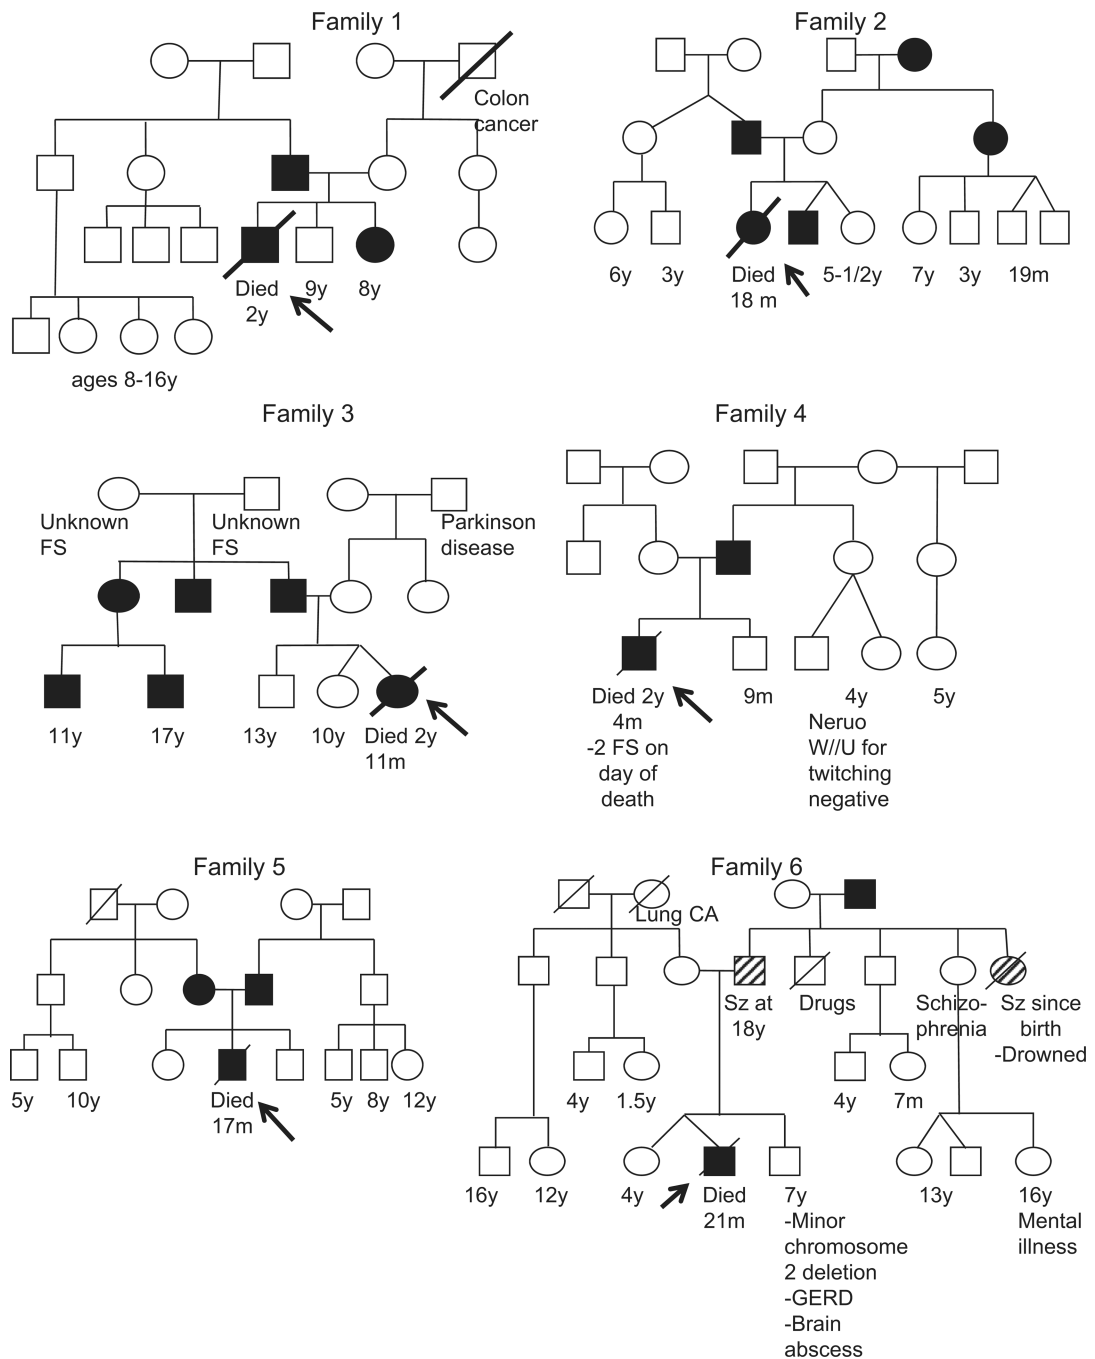 Family 1
Colon
cancer
Died
2y
9y
8y
ages 8-16y
Family 2
6y
3y
Died
18 m
5-1/2y
7y
3y
19m
Family 3
Unknown
FS
Unknown
FS
Parkinson
disease
11y
17y
13y
10y
Died 2y
11m
Family 4
Died 2y
4m
-2 FS on
day of
death
9m
4y
Neruo
W//U for
twitching
negative
5y
Family 5
5y
10y
Died
17m
5y
8y
12y
Family 6
Lung CA
Sz at
18y
Drugs
Schizo-
phrenia
Sz since
birth
-Drowned
4y
1.5y
4y
7m
16y
12y
4y
Died
21m
7y
-Minor
chromosome
2 deletion
-GERD
-Brain
abscess
13y
16y
Mental
illness